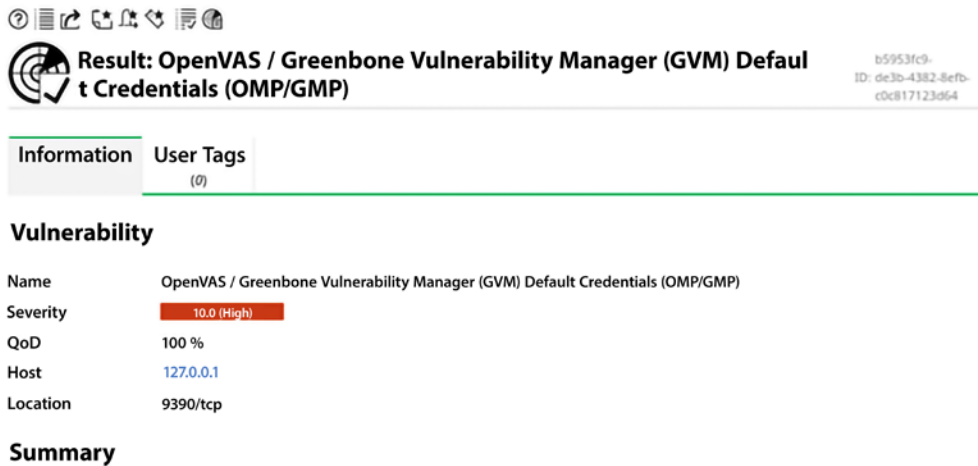 Result: OpenVAS / Greenbone Vulnerability Manager (GVM) Defaul
t Credentials (OMP/GMP)
b5953fc9-
ID: de3b-4382-8efb-
c0c817123d64
Information
User Tags
(0)
Vulnerability
Name OpenVAS / Greenbone Vulnerability Manager (GVM) Default Credentials (OMP/GMP)
Severity 10.0 (High)
QoD 100 %
Host 127.0.0.1
Location 9390/tcp
Summary